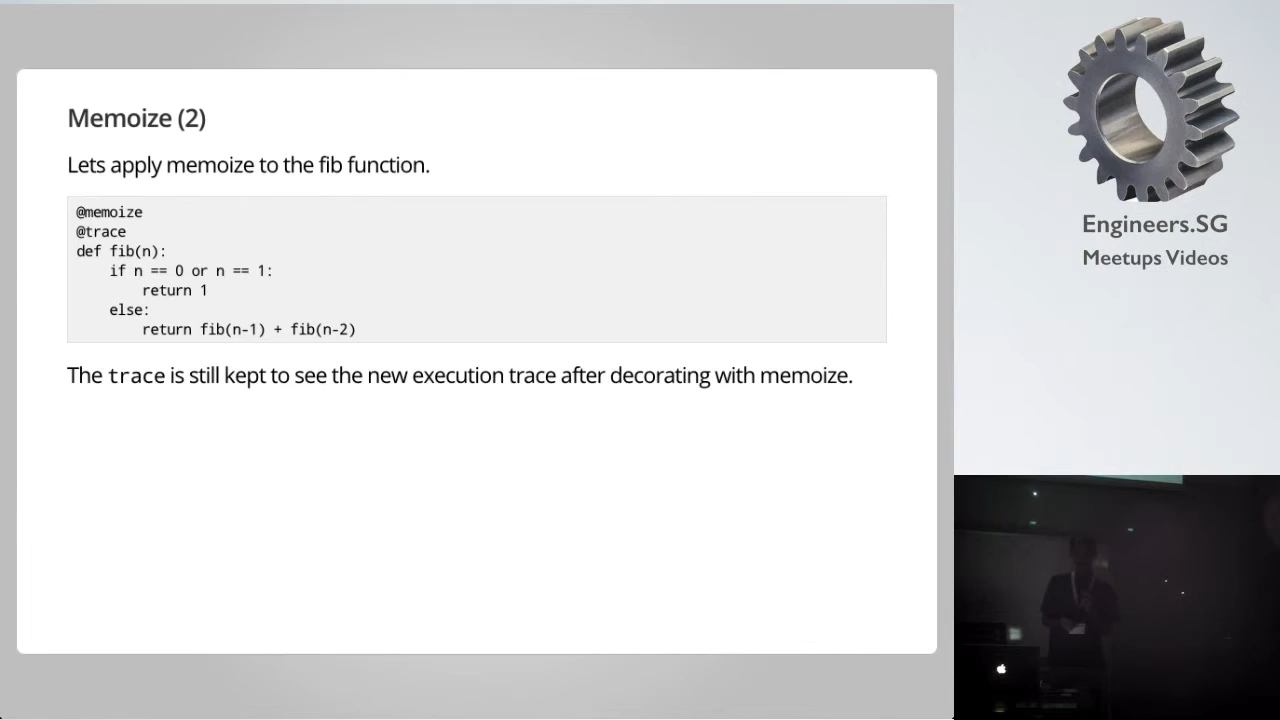 Memoize (2)
Lets apply memoize to the fib function.
@memoize
@trace
def fib(n):
    if n == 0 or n == 1:
        return 1
    else:
        return fib(n-1) + fib(n-2)
The trace is still kept to see the new execution trace after decorating with memoize.
Engineers.SG
Meetups Videos